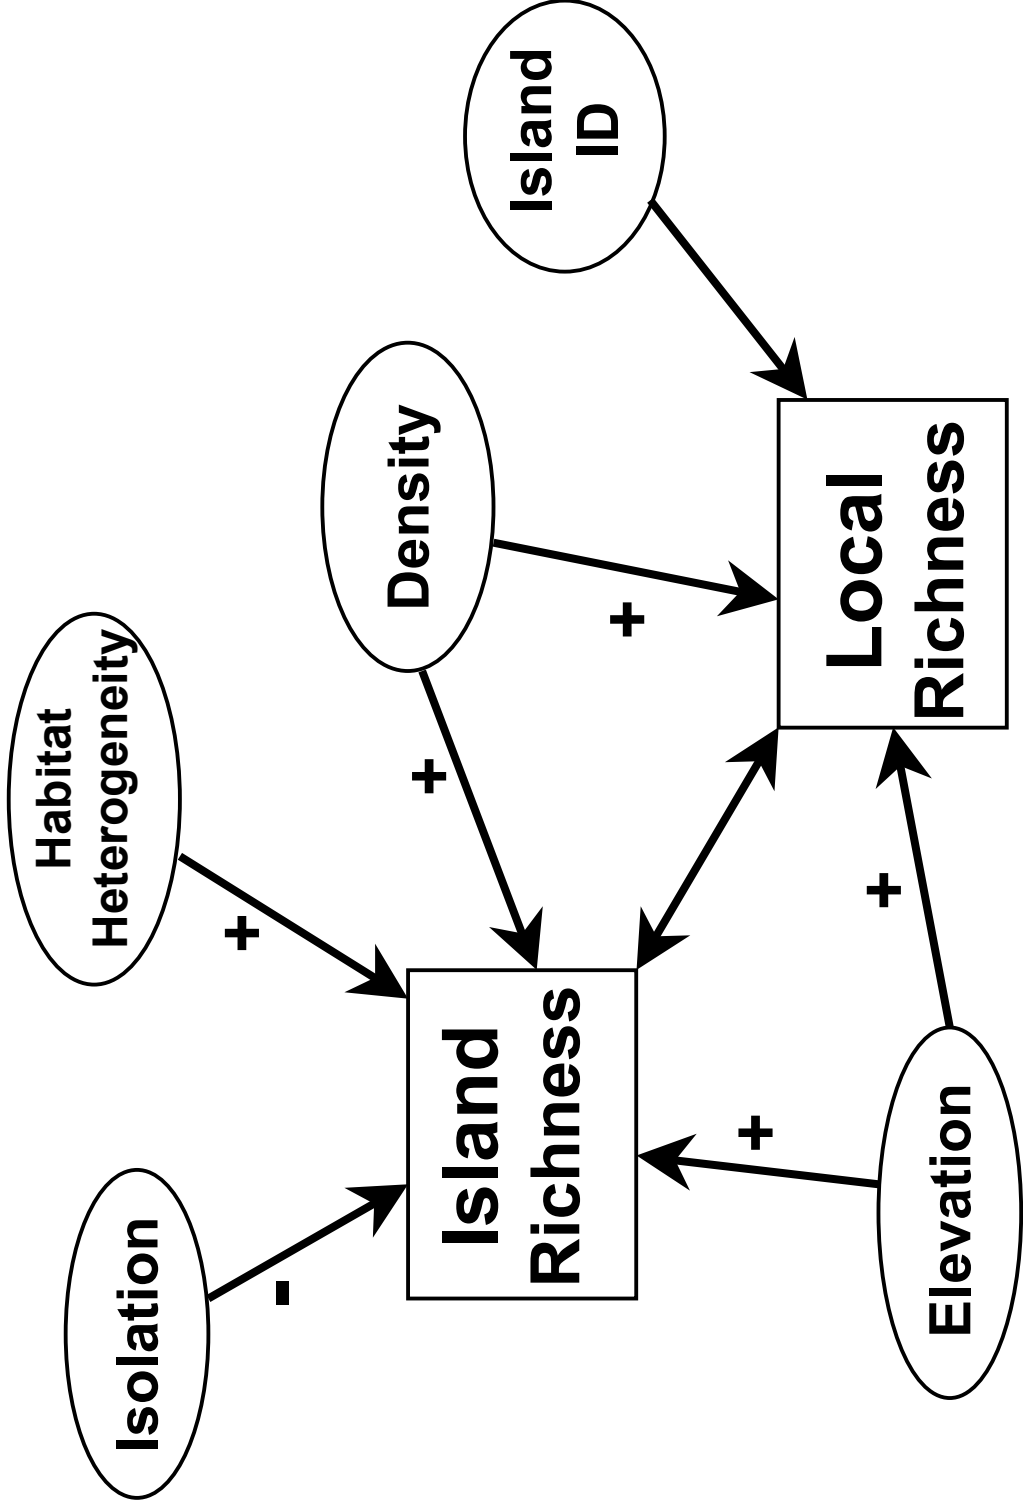 Habitat
Heterogeneity
Isolation
+
-
Density
+
Island
Richness
Island
ID
+
+
Local
Richness
+
Elevation